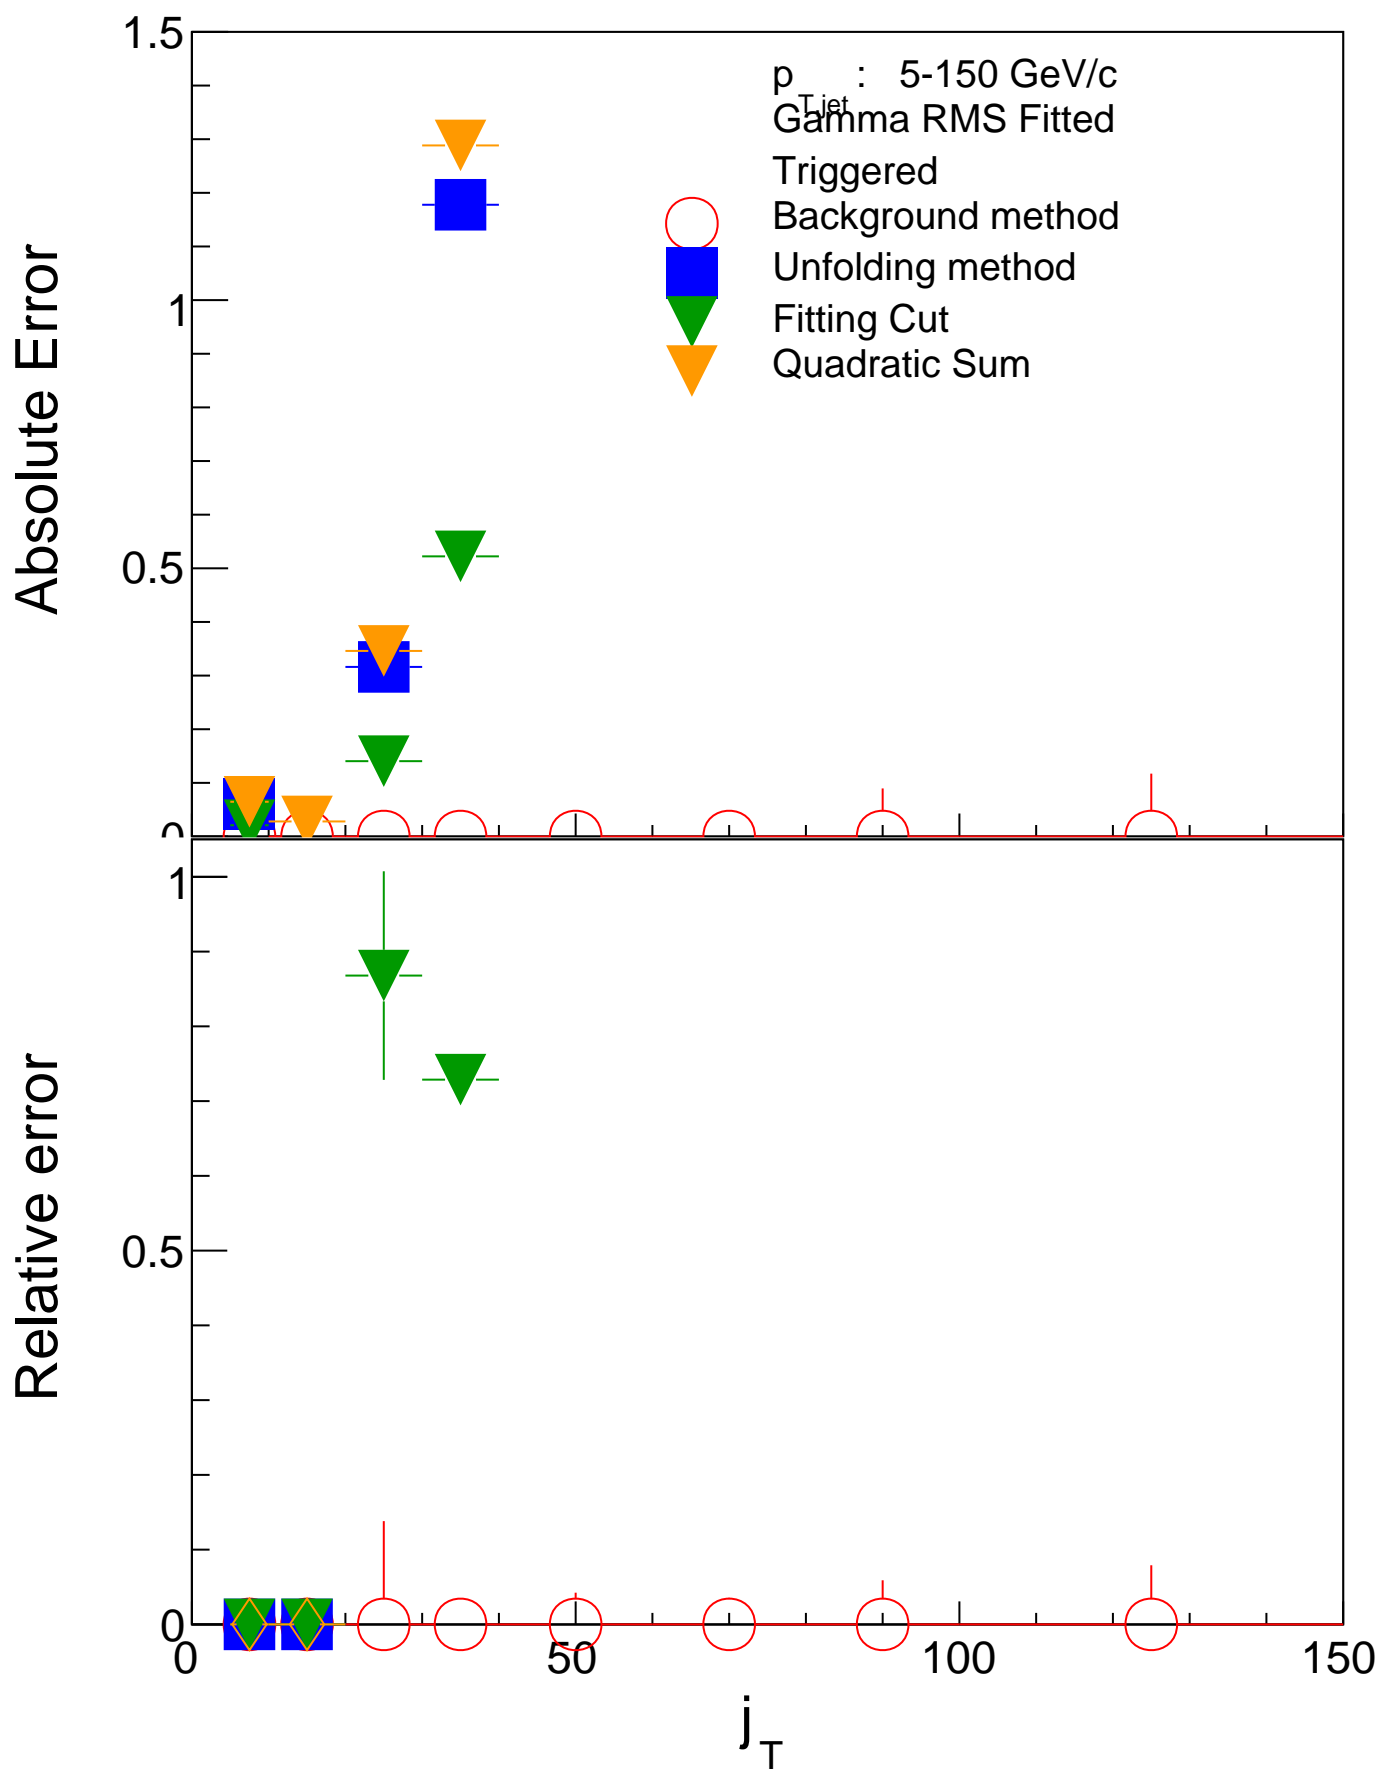 1.5
p T,jet : 5-150 GeV/c
Gamma RMS Fitted
Triggered
Background method
Unfolding method
Fitting Cut
Quadratic Sum
Absolute Error
1
0.5
0
1
Relative error
0.5
0
0 50 100 150
j T